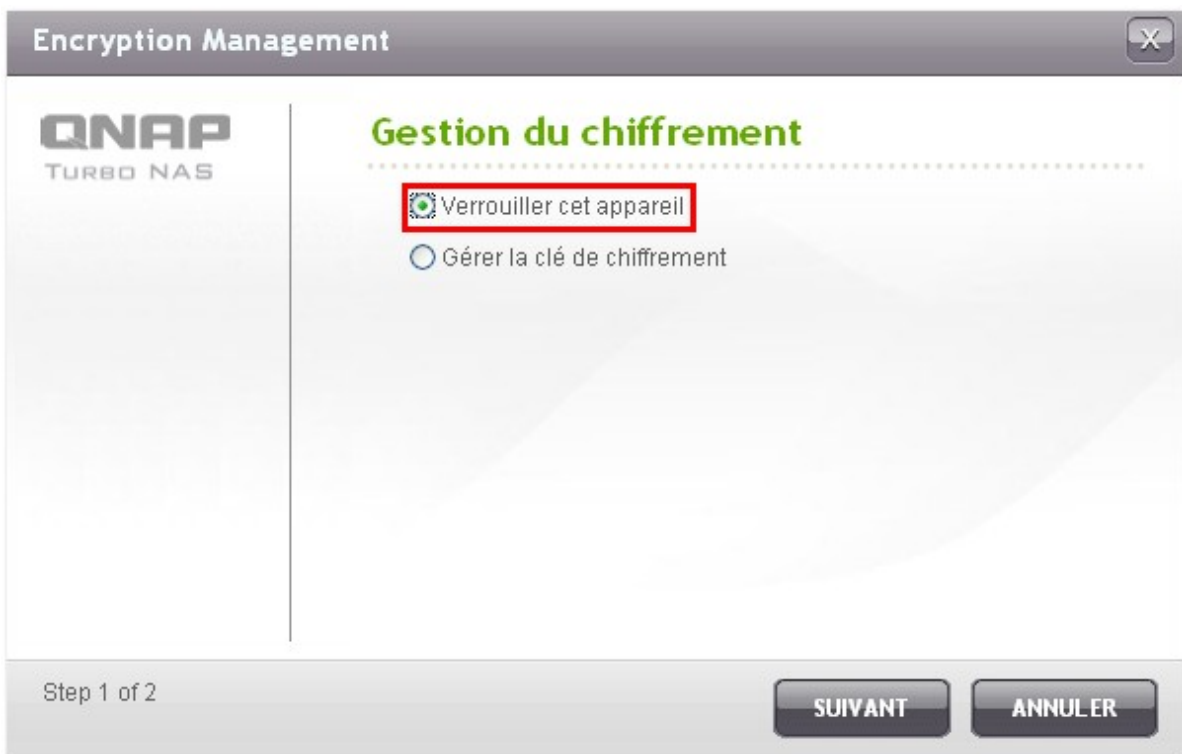 Encryption Management
X
QNAP
TURBO NAS
Gestion du chiffrement
Verrouiller cet appareil
Gérer la clé de chiffrement
Step 1 of 2
SUIVANT
ANNULER